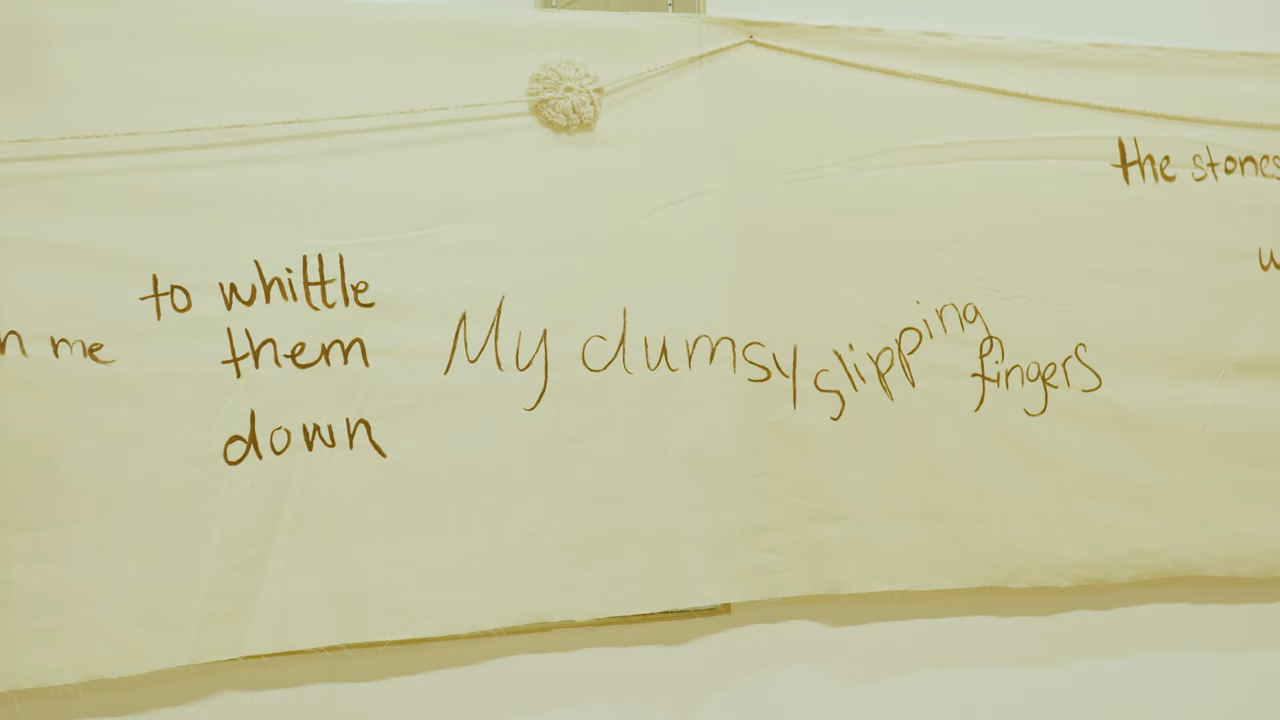 me
to whittle
them
down
My clumsy slipping fingers
the stones